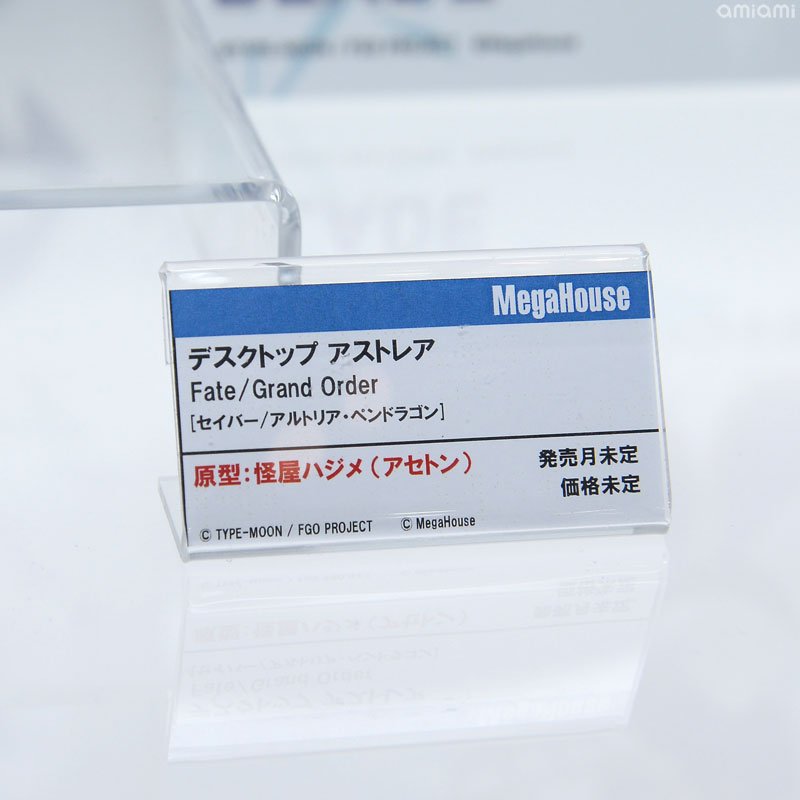 amiami
MegaHouse
デスクトップ アストレア
Fate/Grand Order
[セイバー/アルトリア・ペンドラゴン]
原型：怪屋ハジメ（アセトン）
発売月未定
価格未定
© TYPE-MOON / FGO PROJECT © MegaHouse